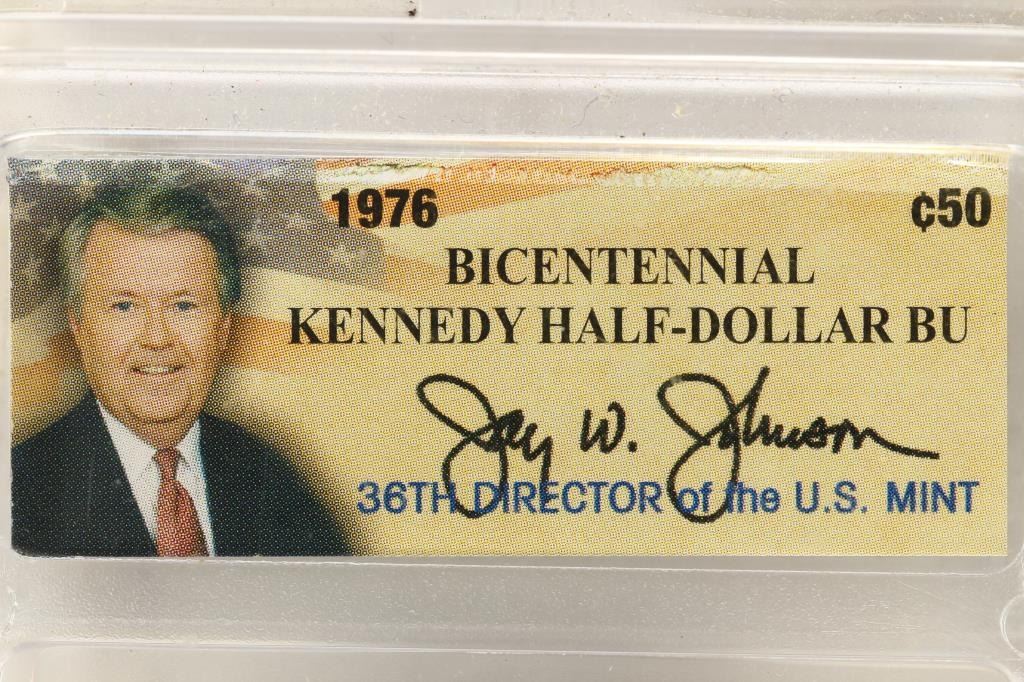 1976 ¢50
BICENTENNIAL
KENNEDY HALF-DOLLAR BU
Jay W. Johnson
36TH DIRECTOR of the U.S. MINT